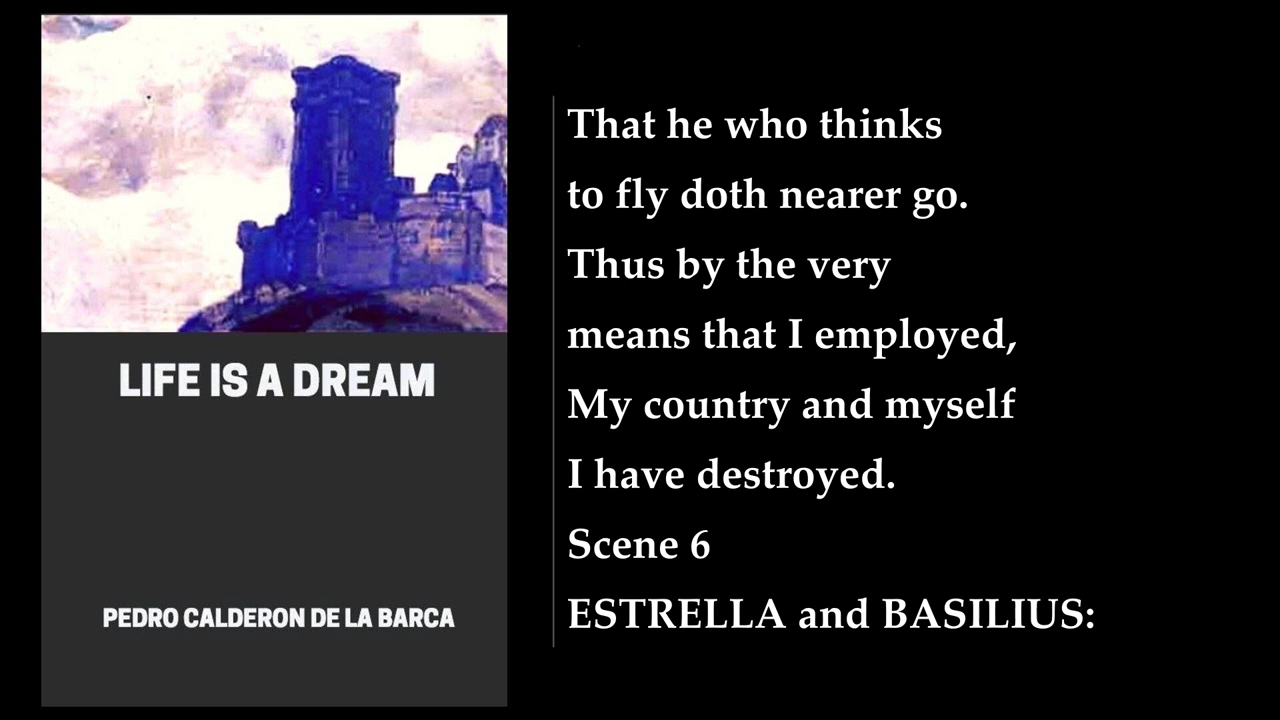 LIFE IS A DREAM
PEDRO CALDERON DE LA BARCA
That he who thinks
to fly doth nearer go.
Thus by the very
means that I employed,
My country and myself
I have destroyed.
Scene 6
ESTRELLA and BASILIUS: